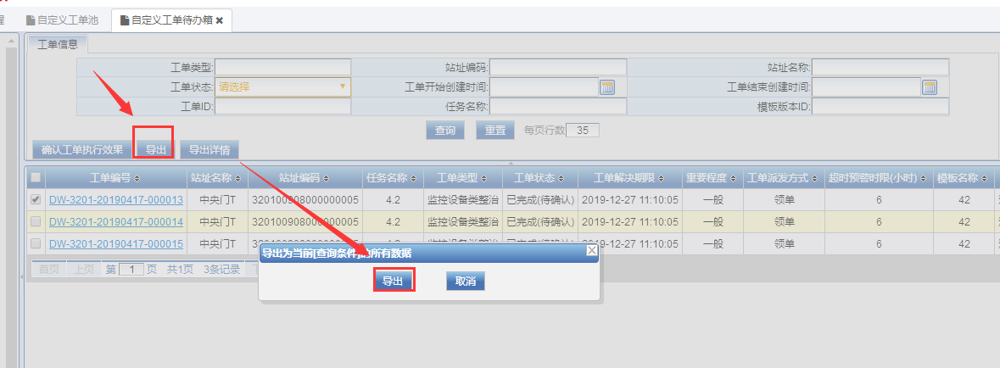 自定义工单池 自定义工单待办箱
工单信息
工单类型: 站址编码: 站址名称:
工单状态: 请选择 工单开始创建时间: 工单结束创建时间:
工单ID: 任务名称: 模板版本ID:
查询 重置 每页行数 35
确认工单执行效果 导出 导出详情
工单编号 站址名称 站址编码 任务名称 工单类型 工单状态 工单解决期限 重要程度 工单派发方式 超时预警时限(小时) 模板名称
DW-3201-20190417-000013 中央门T 320100908000000005 4.2 监控设备类整治 已完成(待确认) 2019-12-27 11:10:05 一般 领单 6 42
DW-3201-20190417-000014 中央门T 320100908000000005 4.2 监控设备类整治 已完成(待确认) 2019-12-27 11:10:05 一般 领单 6 42
DW-3201-20190417-000015 中央门T 2019-12-27 11:10:05 一般 领单 6 42
首页 上页 第 1 页 共1页 3条记录
导出为当前[查询条件]的所有数据
导出 取消